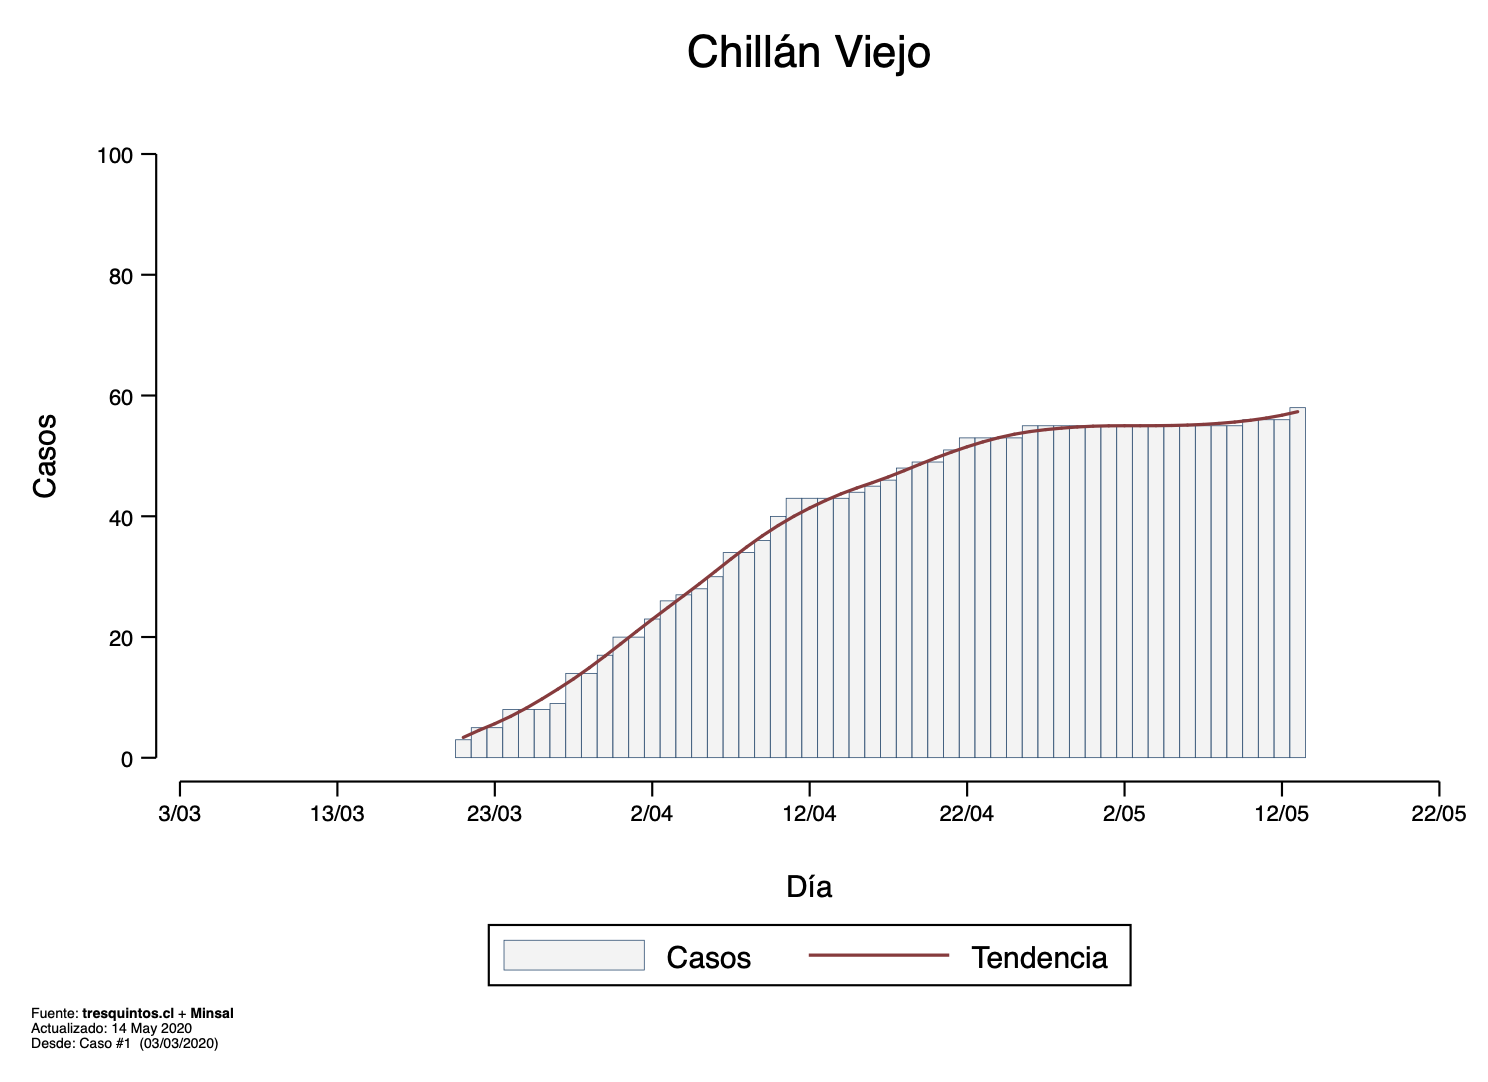 Chillán Viejo
100
80
60
40
20
0
Casos
3/03 13/03 23/03 2/04 12/04 22/04 2/05 12/05 22/05
Día
Casos Tendencia
Fuente: tresquintos.cl + Minsal
Actualizado: 14 May 2020
Desde: Caso #1 (03/03/2020)